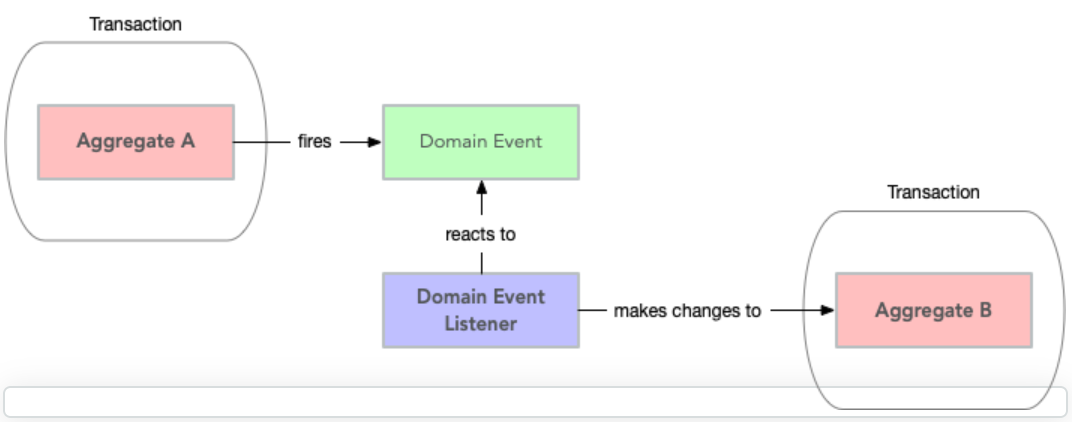 Transaction
Aggregate A
fires
Domain Event
Transaction
reacts to
Domain Event
Listener
makes changes to
Aggregate B